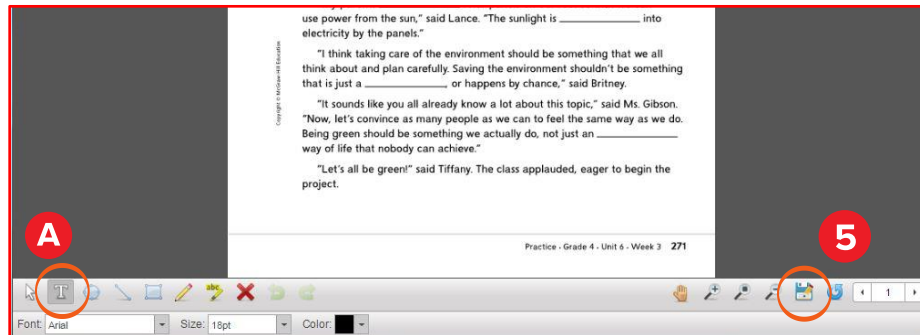 use power from the sun," said Lance. "The sunlight is ______________ into
electricity by the panels."
"I think taking care of the environment should be something that we all
think about and plan carefully. Saving the environment shouldn't be something
that is just a ______________, or happens by chance," said Britney.
"It sounds like you all already know a lot about this topic," said Ms. Gibson.
"Now, let's convince as many people as we can to feel the same way as we do.
Being green should be something we actually do, not just an ______________
way of life that nobody can achieve."
"Let's all be green!" said Tiffany. The class applauded, eager to begin the
project.
Copyright © McGraw-Hill Education
Practice • Grade 4 • Unit 6 • Week 3 271
A
5
T
abc
1
Font: Arial Size: 18pt Color: